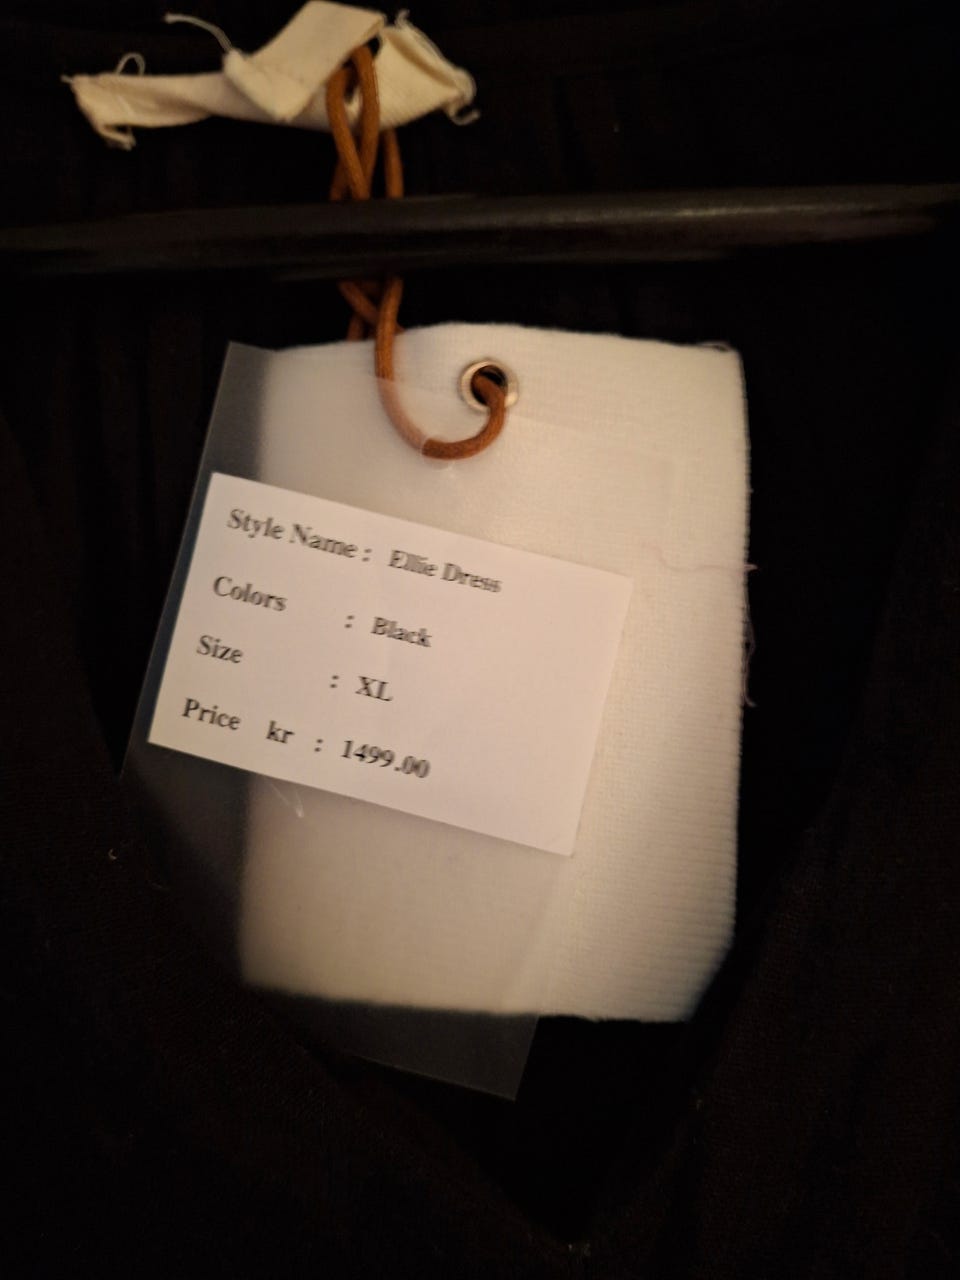 Style Name : Ellie Dress
Colors : Black
Size : XL
Price kr : 1499.00